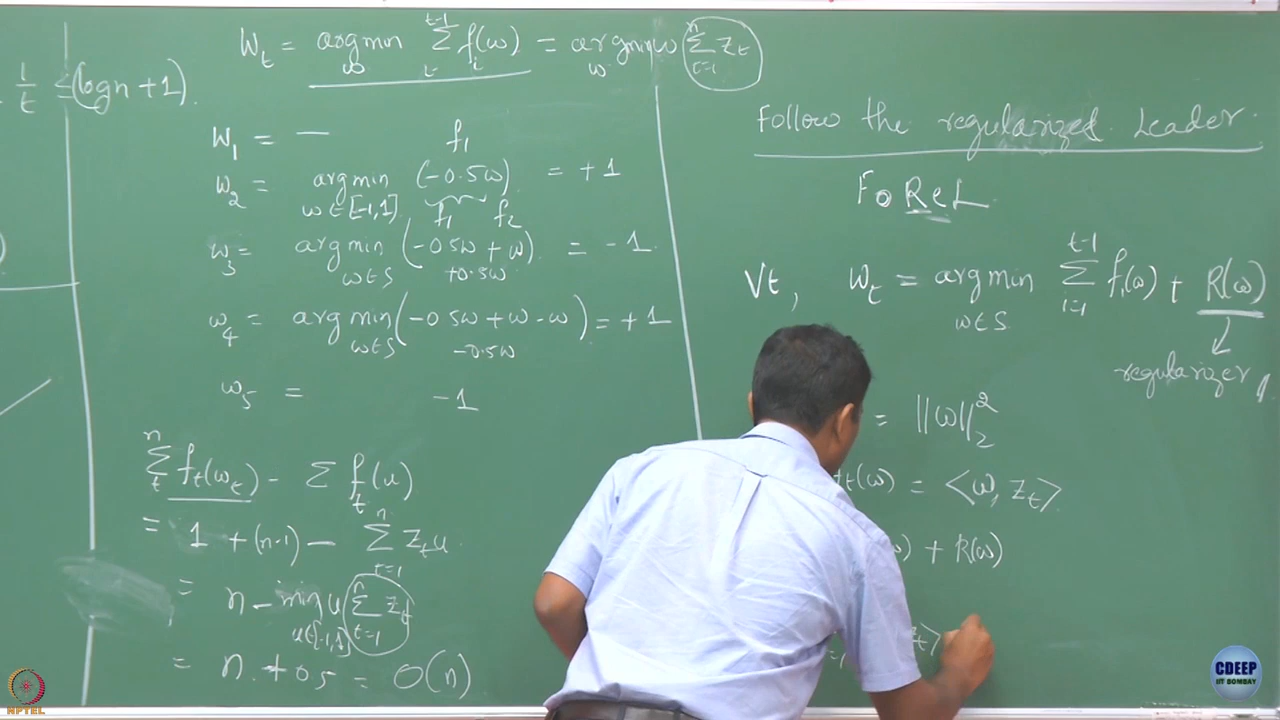 1/t ≤ (log n + 1).
W_t = argmin_w Σ_t^{t-1} f_i(w) = argmin_w w Σ_{t=1}^n z_t
W_1 = —
f_1
w_2 = argmin_{w∈[-1,1]} (-0.5w) = +1
f_1 f_2
w_3 = argmin_{w∈S} (-0.5w + w) = -1.
+0.5w
w_4 = argmin_{w∈S} (-0.5w + w - w) = +1
-0.5w
w_5 = -1
Σ_t^n f_t(w_t) - Σ f_t(u)
= 1 + (n-1) - Σ_{t=1}^n z_t u.
= n - min_{u∈[-1,1]} u Σ_{t=1}^n z_t
= n + 0.5 = O(n)
Follow the regularized Leader.
FoReL
∀t, w_t = argmin_{w∈S} Σ_{i=1}^{t-1} f_i(w) + R(w)
↓
regularizer
= ||w||_2^2
f_t(w) = <w, z_t>
) + R(w)
z_t>
CDEEP
IIT BOMBAY
NPTEL